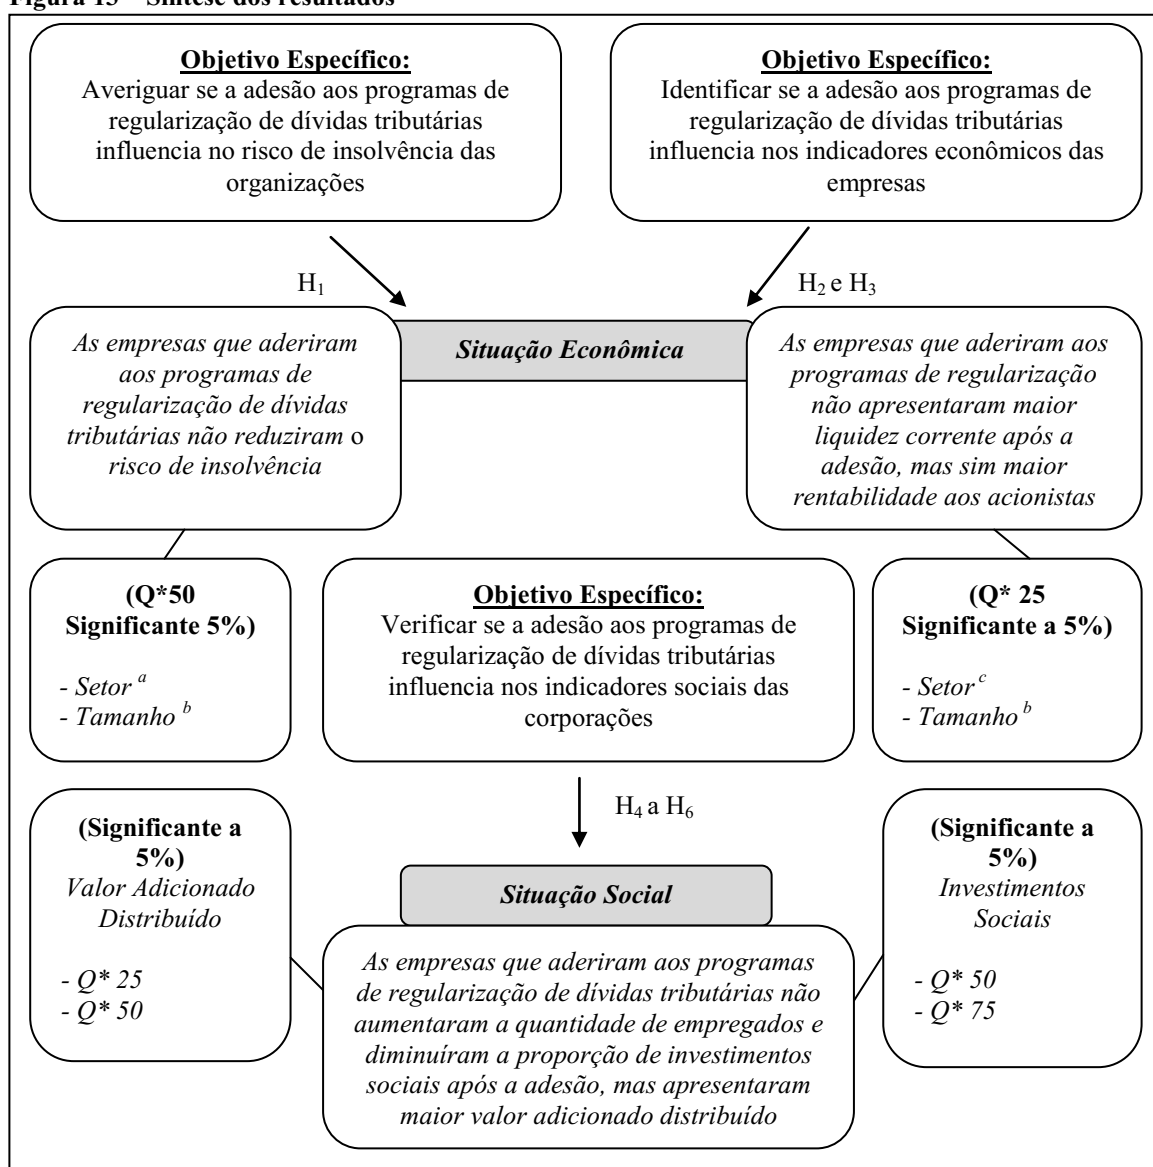 Figura 13 – Síntese dos resultados
Objetivo Específico:
Averiguar se a adesão aos programas de
regularização de dívidas tributárias
influencia no risco de insolvência das
organizações
Objetivo Específico:
Identificar se a adesão aos programas de
regularização de dívidas tributárias
influencia nos indicadores econômicos das
empresas
H1
H2 e H3
Situação Econômica
As empresas que aderiram
aos programas de
regularização de dívidas
tributárias não reduziram o
risco de insolvência
As empresas que aderiram aos
programas de regularização
não apresentaram maior
liquidez corrente após a
adesão, mas sim maior
rentabilidade aos acionistas
(Q*50
Significante 5%)
- Setor a
- Tamanho b
Objetivo Específico:
Verificar se a adesão aos programas de
regularização de dívidas tributárias
influencia nos indicadores sociais das
corporações
(Q* 25
Significante a 5%)
- Setor c
- Tamanho b
H4 a H6
(Significante a
5%)
Valor Adicionado
Distribuído
- Q* 25
- Q* 50
Situação Social
(Significante a
5%)
Investimentos
Sociais
- Q* 50
- Q* 75
As empresas que aderiram aos programas
de regularização de dívidas tributárias não
aumentaram a quantidade de empregados e
diminuíram a proporção de investimentos
sociais após a adesão, mas apresentaram
maior valor adicionado distribuído